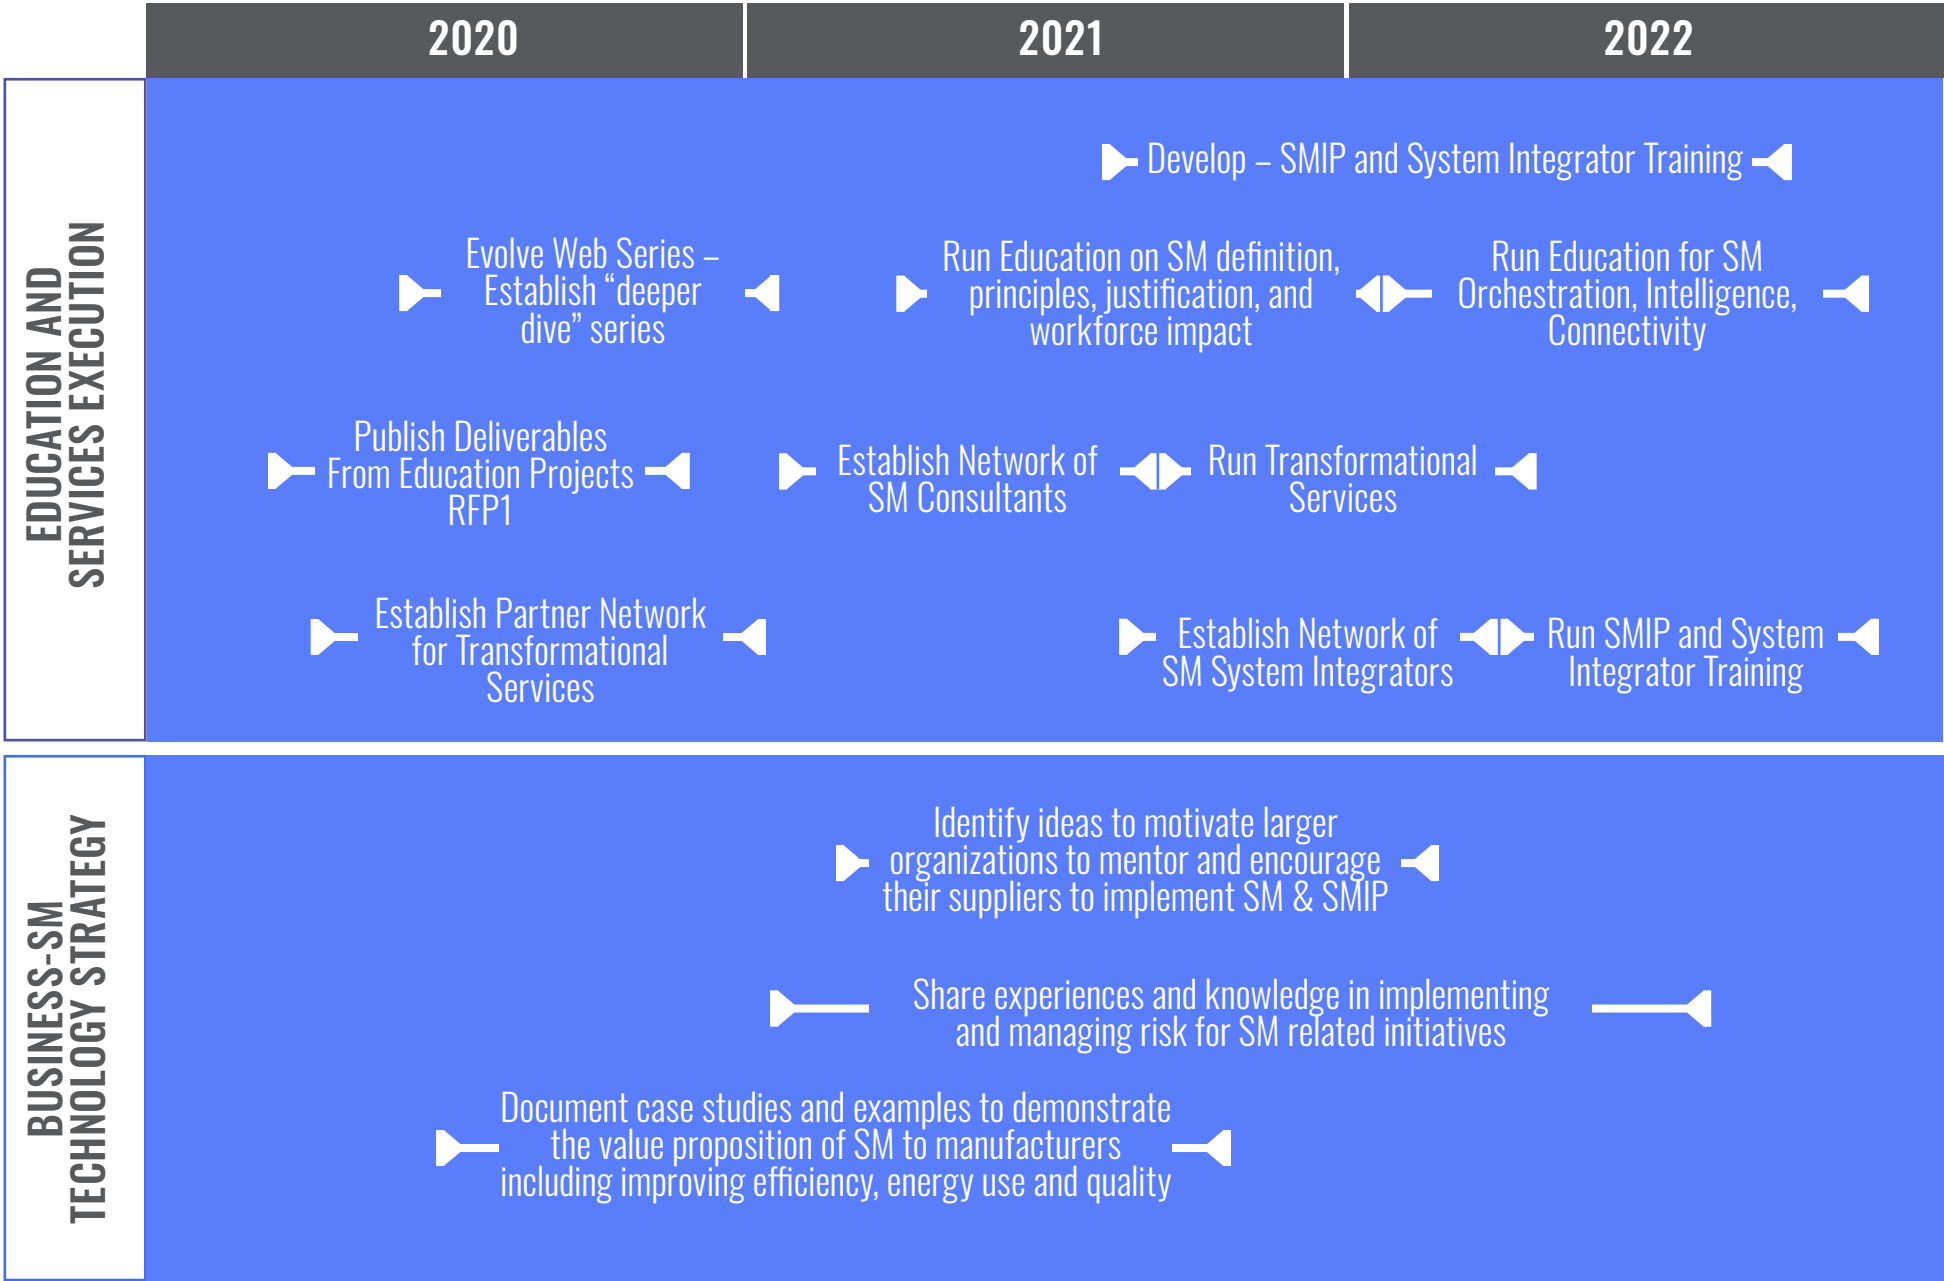 2020
2021
2022
EDUCATION AND
SERVICES EXECUTION
Develop – SMIP and System Integrator Training
Evolve Web Series –
Establish “deeper
dive” series
Run Education on SM definition,
principles, justification, and
workforce impact
Run Education for SM
Orchestration, Intelligence,
Connectivity
Publish Deliverables
From Education Projects
RFP1
Establish Network of
SM Consultants
Run Transformational
Services
Establish Partner Network
for Transformational
Services
Establish Network of
SM System Integrators
Run SMIP and System
Integrator Training
BUSINESS-SM
TECHNOLOGY STRATEGY
Identify ideas to motivate larger
organizations to mentor and encourage
their suppliers to implement SM & SMIP
Share experiences and knowledge in implementing
and managing risk for SM related initiatives
Document case studies and examples to demonstrate
the value proposition of SM to manufacturers
including improving efficiency, energy use and quality